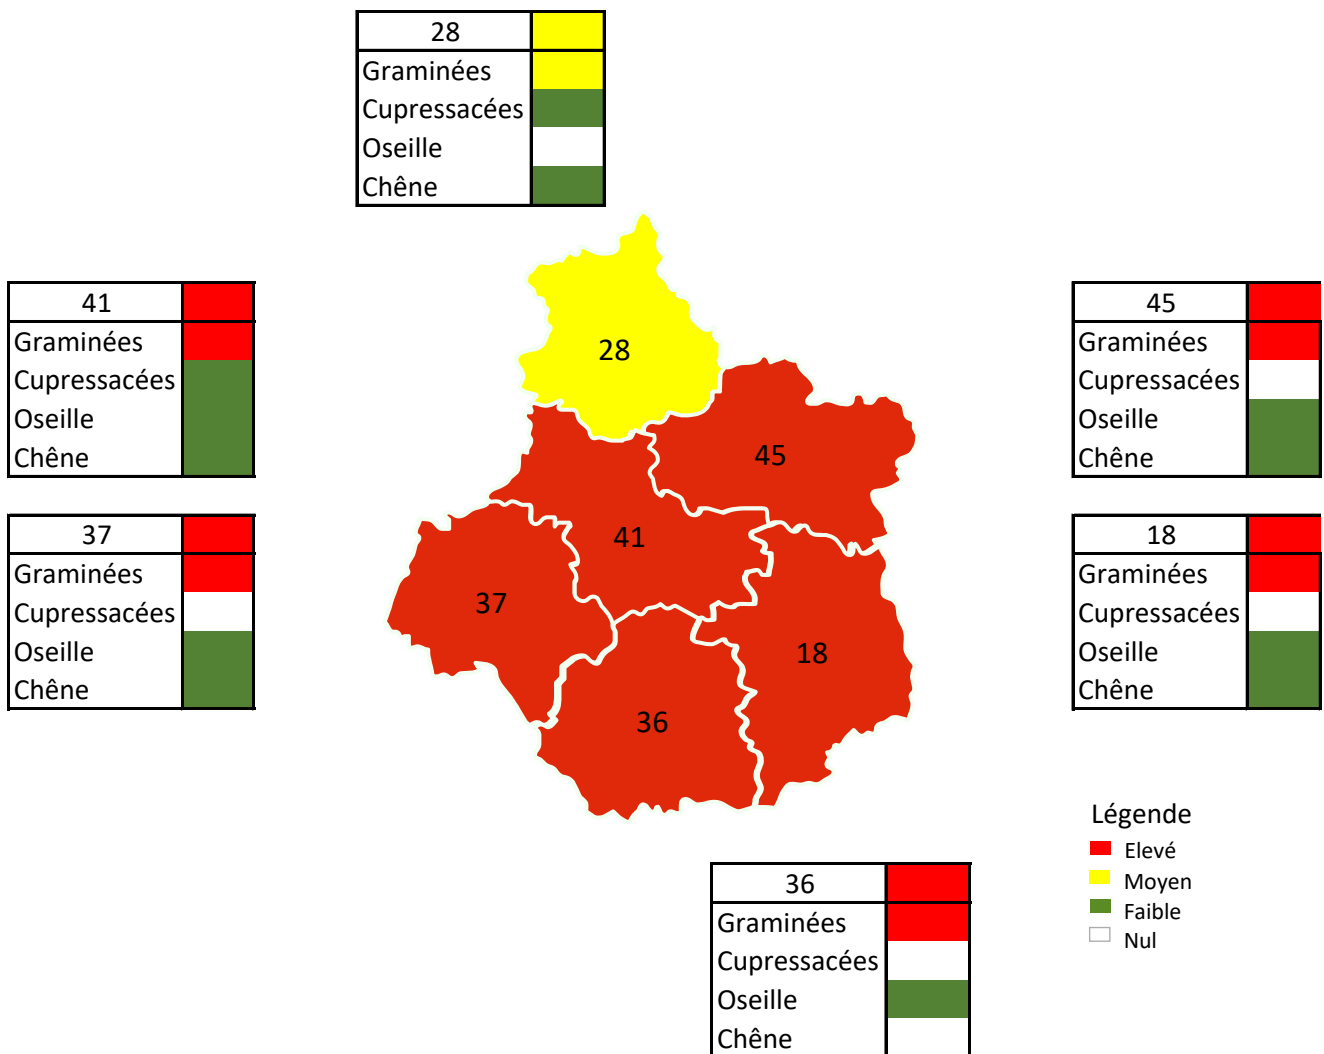 28
Graminées
Cupressacées
Oseille
Chêne
41
Graminées
Cupressacées
Oseille
Chêne
45
Graminées
Cupressacées
Oseille
Chêne
37
Graminées
Cupressacées
Oseille
Chêne
18
Graminées
Cupressacées
Oseille
Chêne
28
45
41
37
18
36
Légende
Elevé
Moyen
Faible
Nul
36
Graminées
Cupressacées
Oseille
Chêne